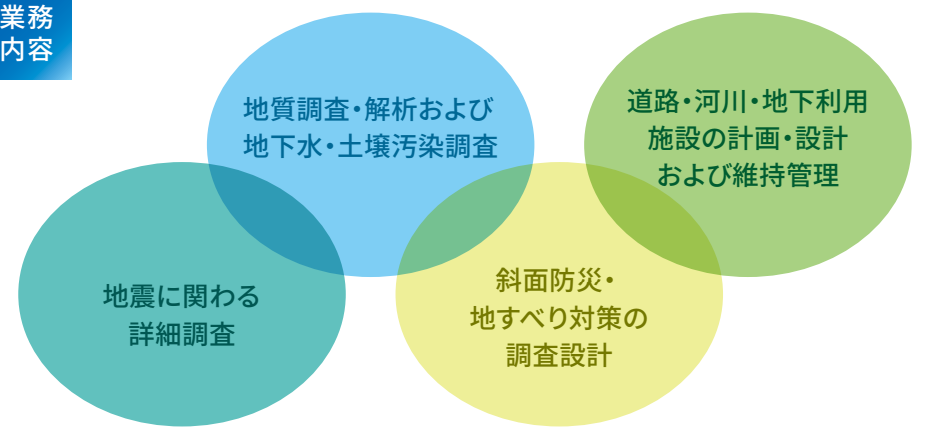 業務
内容
地質調査・解析および
地下水・土壌汚染調査
道路・河川・地下利用
施設の計画・設計
および維持管理
地震に関わる
詳細調査
斜面防災・
地すべり対策の
調査設計